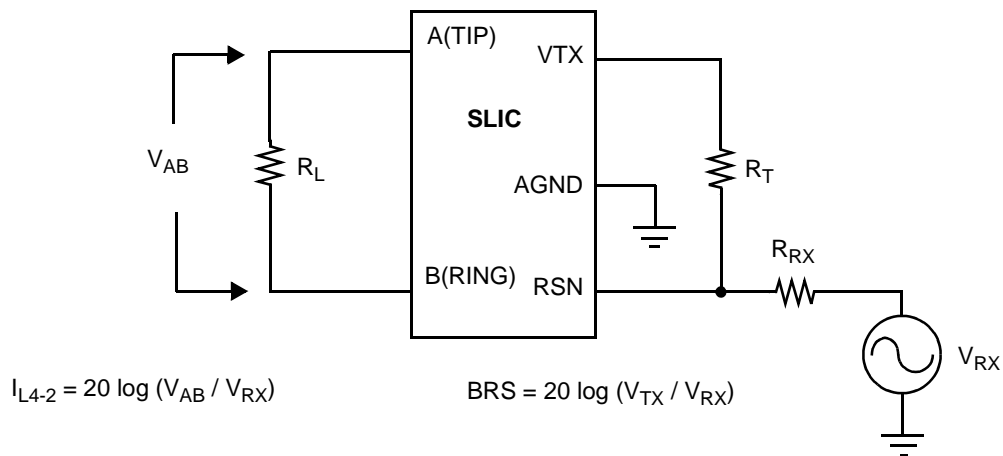 A(TIP)
VTX
SLIC
V_AB
R_L
R_T
AGND
R_RX
B(RING)
RSN
V_RX
I_L4-2 = 20 log (V_AB / V_RX)
BRS = 20 log (V_TX / V_RX)